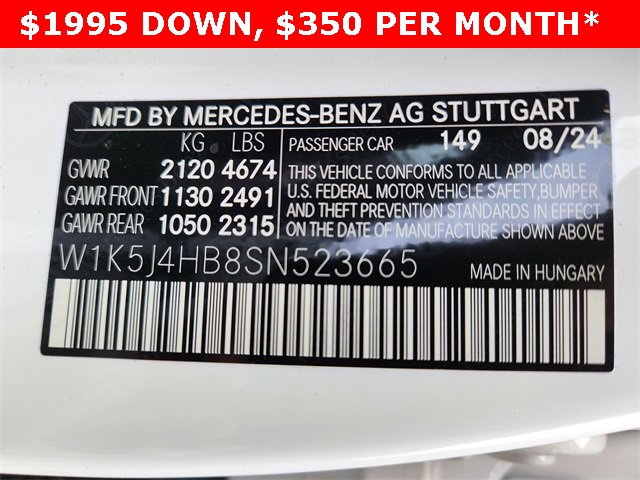 $1995 DOWN, $350 PER MONTH*
MFD BY MERCEDES-BENZ AG STUTTGART
KG LBS
GVWR 2120 4674
GAWR FRONT 1130 2491
GAWR REAR 1050 2315
PASSENGER CAR 149 08/24
THIS VEHICLE CONFORMS TO ALL APPLICABLE
U.S. FEDERAL MOTOR VEHICLE SAFETY, BUMPER
AND THEFT PREVENTION STANDARDS IN EFFECT
ON THE DATE OF MANUFACTURE SHOWN ABOVE.
W1K5J4HB8SN523665
MADE IN HUNGARY